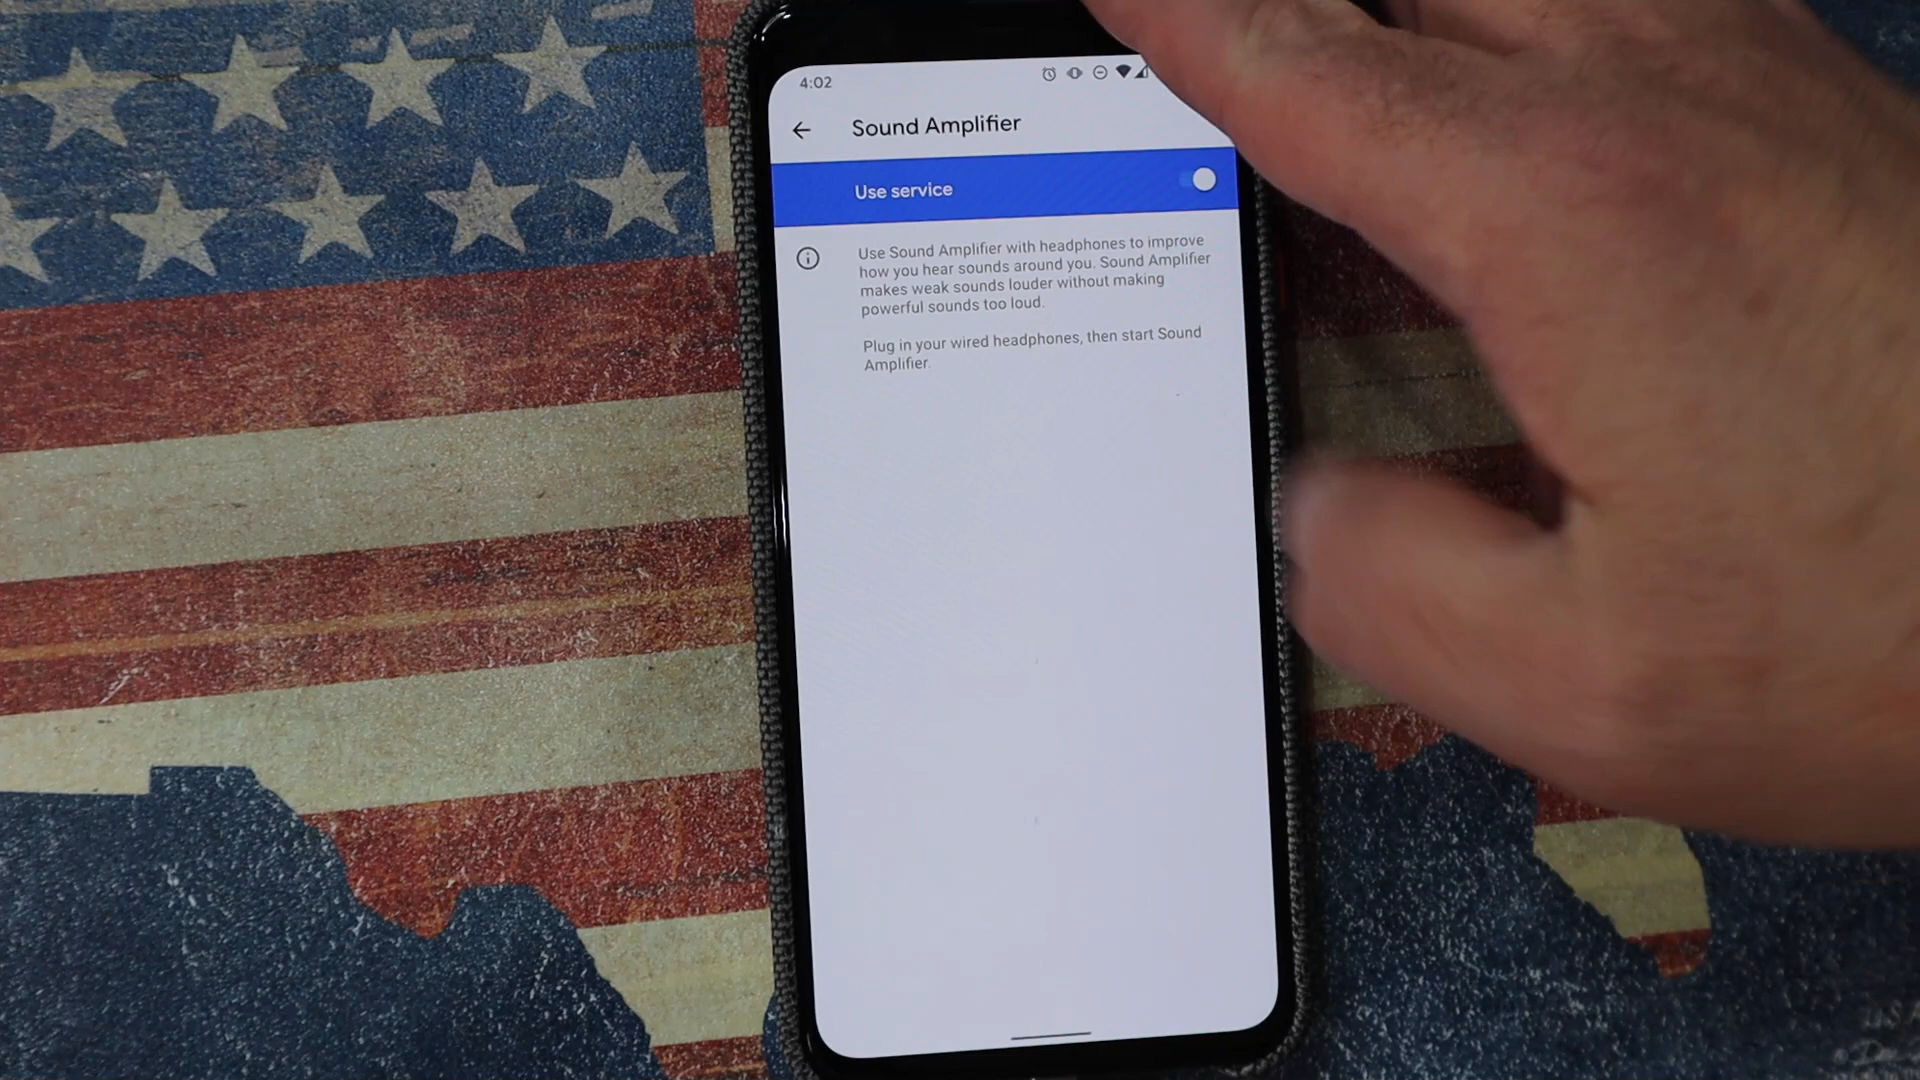 4:02
Sound Amplifier
Use service
Use Sound Amplifier with headphones to improve
how you hear sounds around you. Sound Amplifier
makes weak sounds louder without making
powerful sounds too loud.
Plug in your wired headphones, then start Sound
Amplifier.